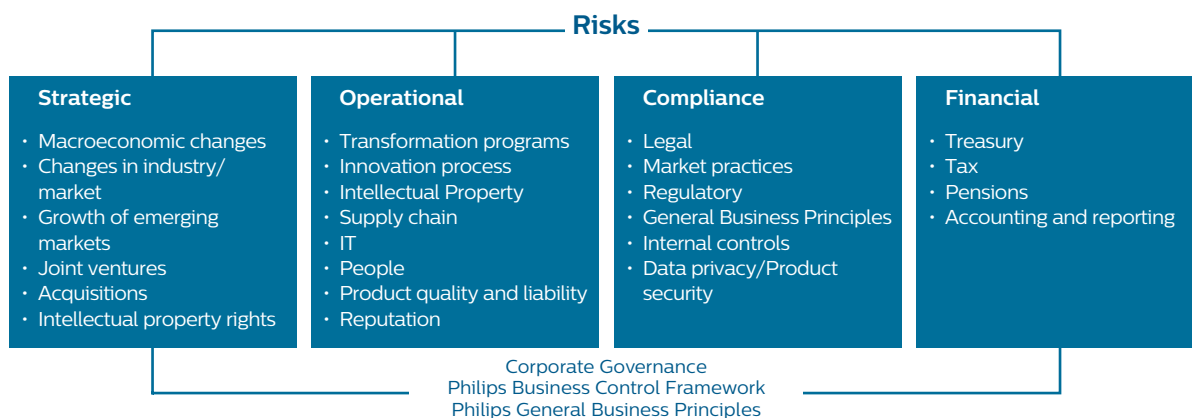 Risks
Strategic
· Macroeconomic changes
· Changes in industry/
market
· Growth of emerging
markets
· Joint ventures
· Acquisitions
· Intellectual property rights
Operational
· Transformation programs
· Innovation process
· Intellectual Property
· Supply chain
· IT
· People
· Product quality and liability
· Reputation
Compliance
· Legal
· Market practices
· Regulatory
· General Business Principles
· Internal controls
· Data privacy/Product
security
Financial
· Treasury
· Tax
· Pensions
· Accounting and reporting
Corporate Governance
Philips Business Control Framework
Philips General Business Principles